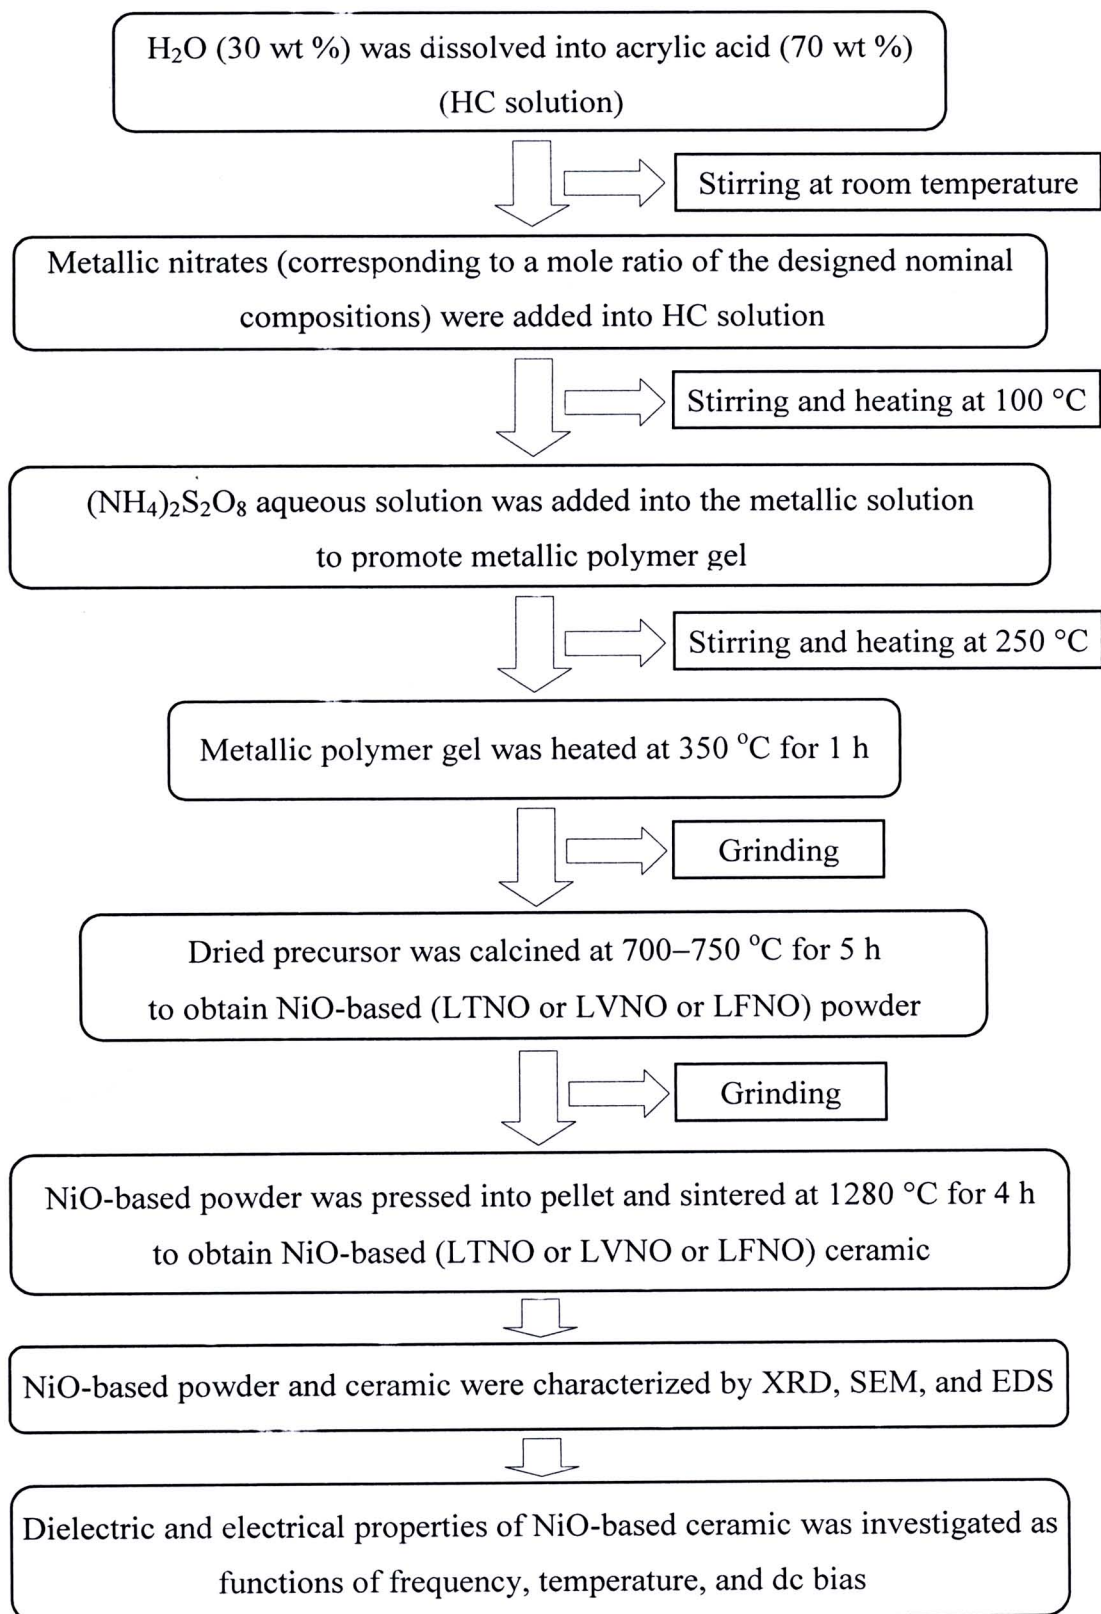 H₂O (30 wt %) was dissolved into acrylic acid (70 wt %)
(HC solution)
Stirring at room temperature
Metallic nitrates (corresponding to a mole ratio of the designed nominal
compositions) were added into HC solution
Stirring and heating at 100 °C
(NH₄)₂S₂O₈ aqueous solution was added into the metallic solution
to promote metallic polymer gel
Stirring and heating at 250 °C
Metallic polymer gel was heated at 350 °C for 1 h
Grinding
Dried precursor was calcined at 700–750 °C for 5 h
to obtain NiO-based (LTNO or LVNO or LFNO) powder
Grinding
NiO-based powder was pressed into pellet and sintered at 1280 °C for 4 h
to obtain NiO-based (LTNO or LVNO or LFNO) ceramic
NiO-based powder and ceramic were characterized by XRD, SEM, and EDS
Dielectric and electrical properties of NiO-based ceramic was investigated as
functions of frequency, temperature, and dc bias